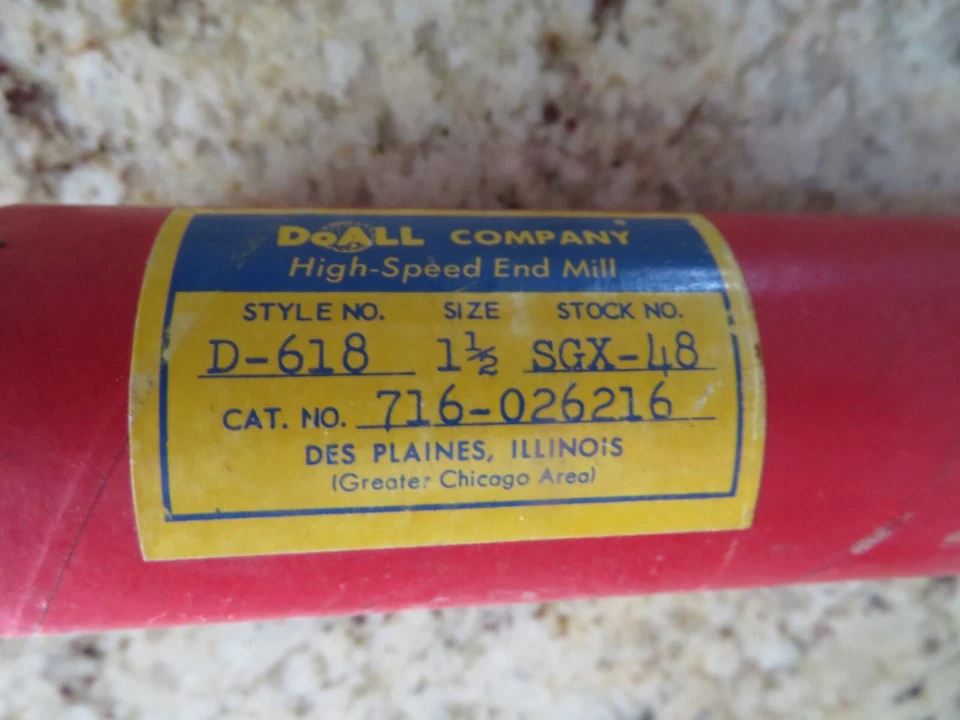 DoALL COMPANY
High-Speed End Mill
STYLE NO. SIZE STOCK NO.
D-618 1½ SGX-48
CAT. NO. 716-026216
DES PLAINES, ILLINOIS
(Greater Chicago Area)